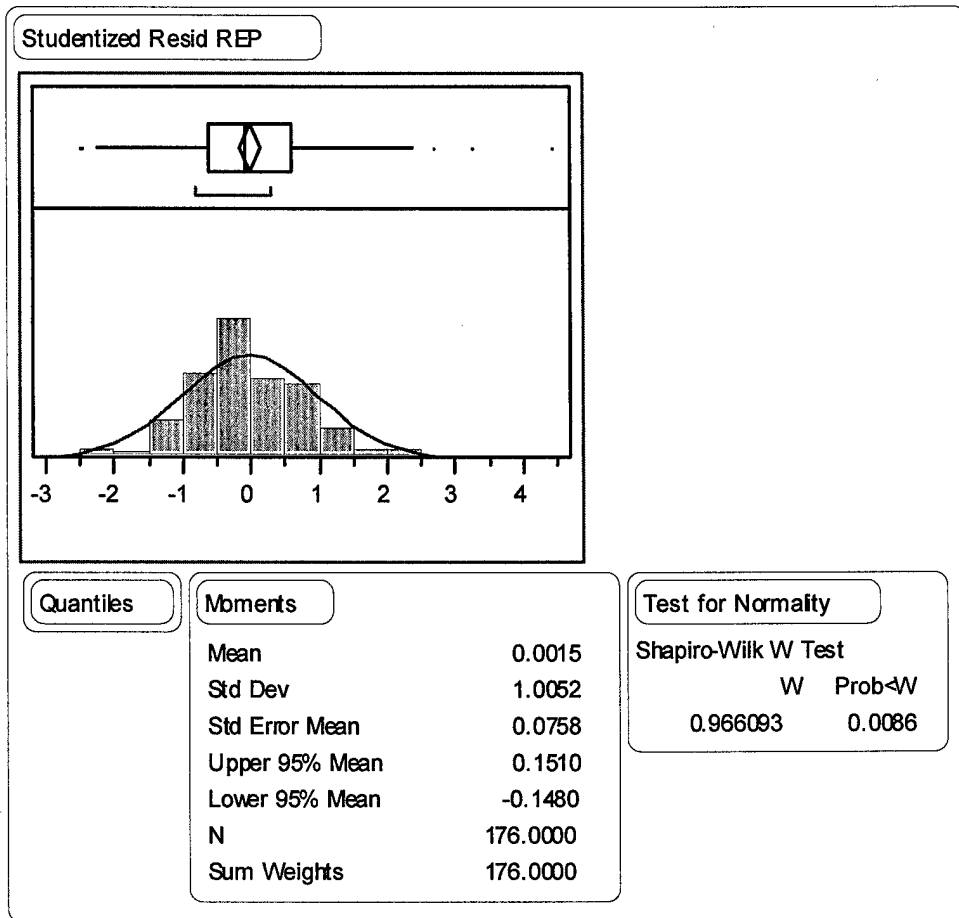 Studentized Resid REP
-3 -2 -1 0 1 2 3 4
Quantiles
Moments
Mean 0.0015
Std Dev 1.0052
Std Error Mean 0.0758
Upper 95% Mean 0.1510
Lower 95% Mean -0.1480
N 176.0000
Sum Weights 176.0000
Test for Normality
Shapiro-Wilk W Test
W Prob<W
0.966093 0.0086